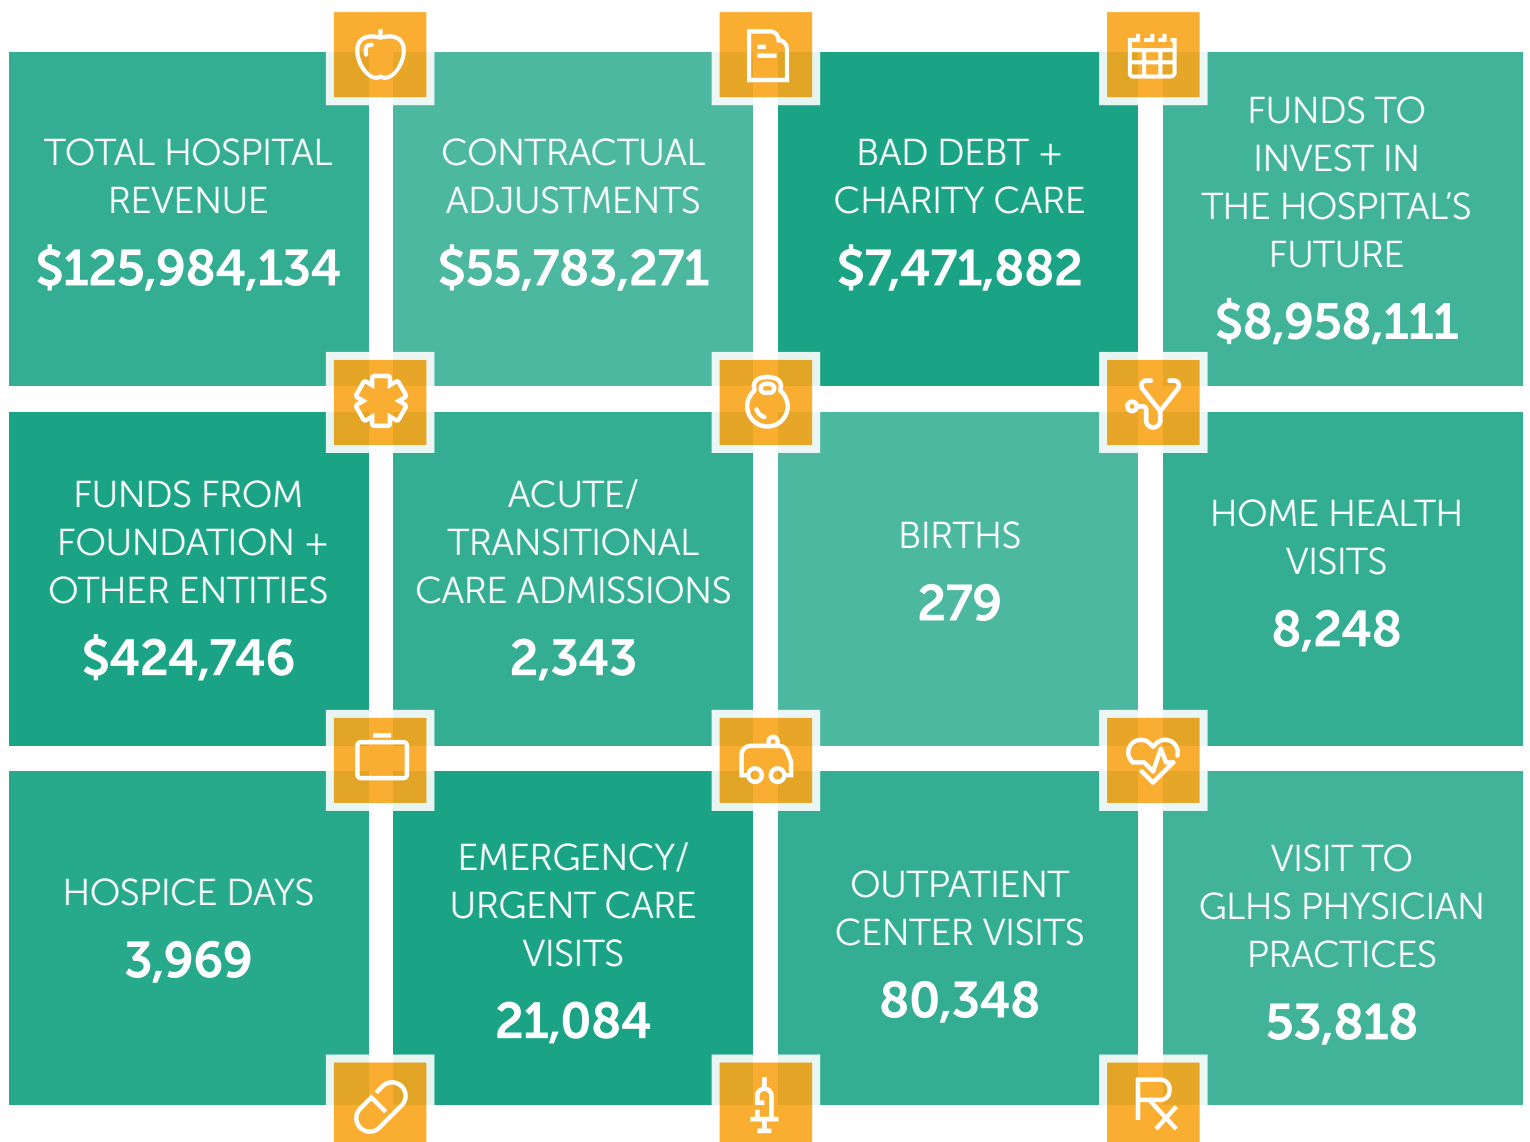 TOTAL HOSPITAL
REVENUE
$125,984,134
CONTRACTUAL
ADJUSTMENTS
$55,783,271
BAD DEBT +
CHARITY CARE
$7,471,882
FUNDS TO
INVEST IN
THE HOSPITAL'S
FUTURE
$8,958,111
FUNDS FROM
FOUNDATION +
OTHER ENTITIES
$424,746
ACUTE/
TRANSITIONAL
CARE ADMISSIONS
2,343
BIRTHS
279
HOME HEALTH
VISITS
8,248
HOSPICE DAYS
3,969
EMERGENCY/
URGENT CARE
VISITS
21,084
OUTPATIENT
CENTER VISITS
80,348
VISIT TO
GLHS PHYSICIAN
PRACTICES
53,818